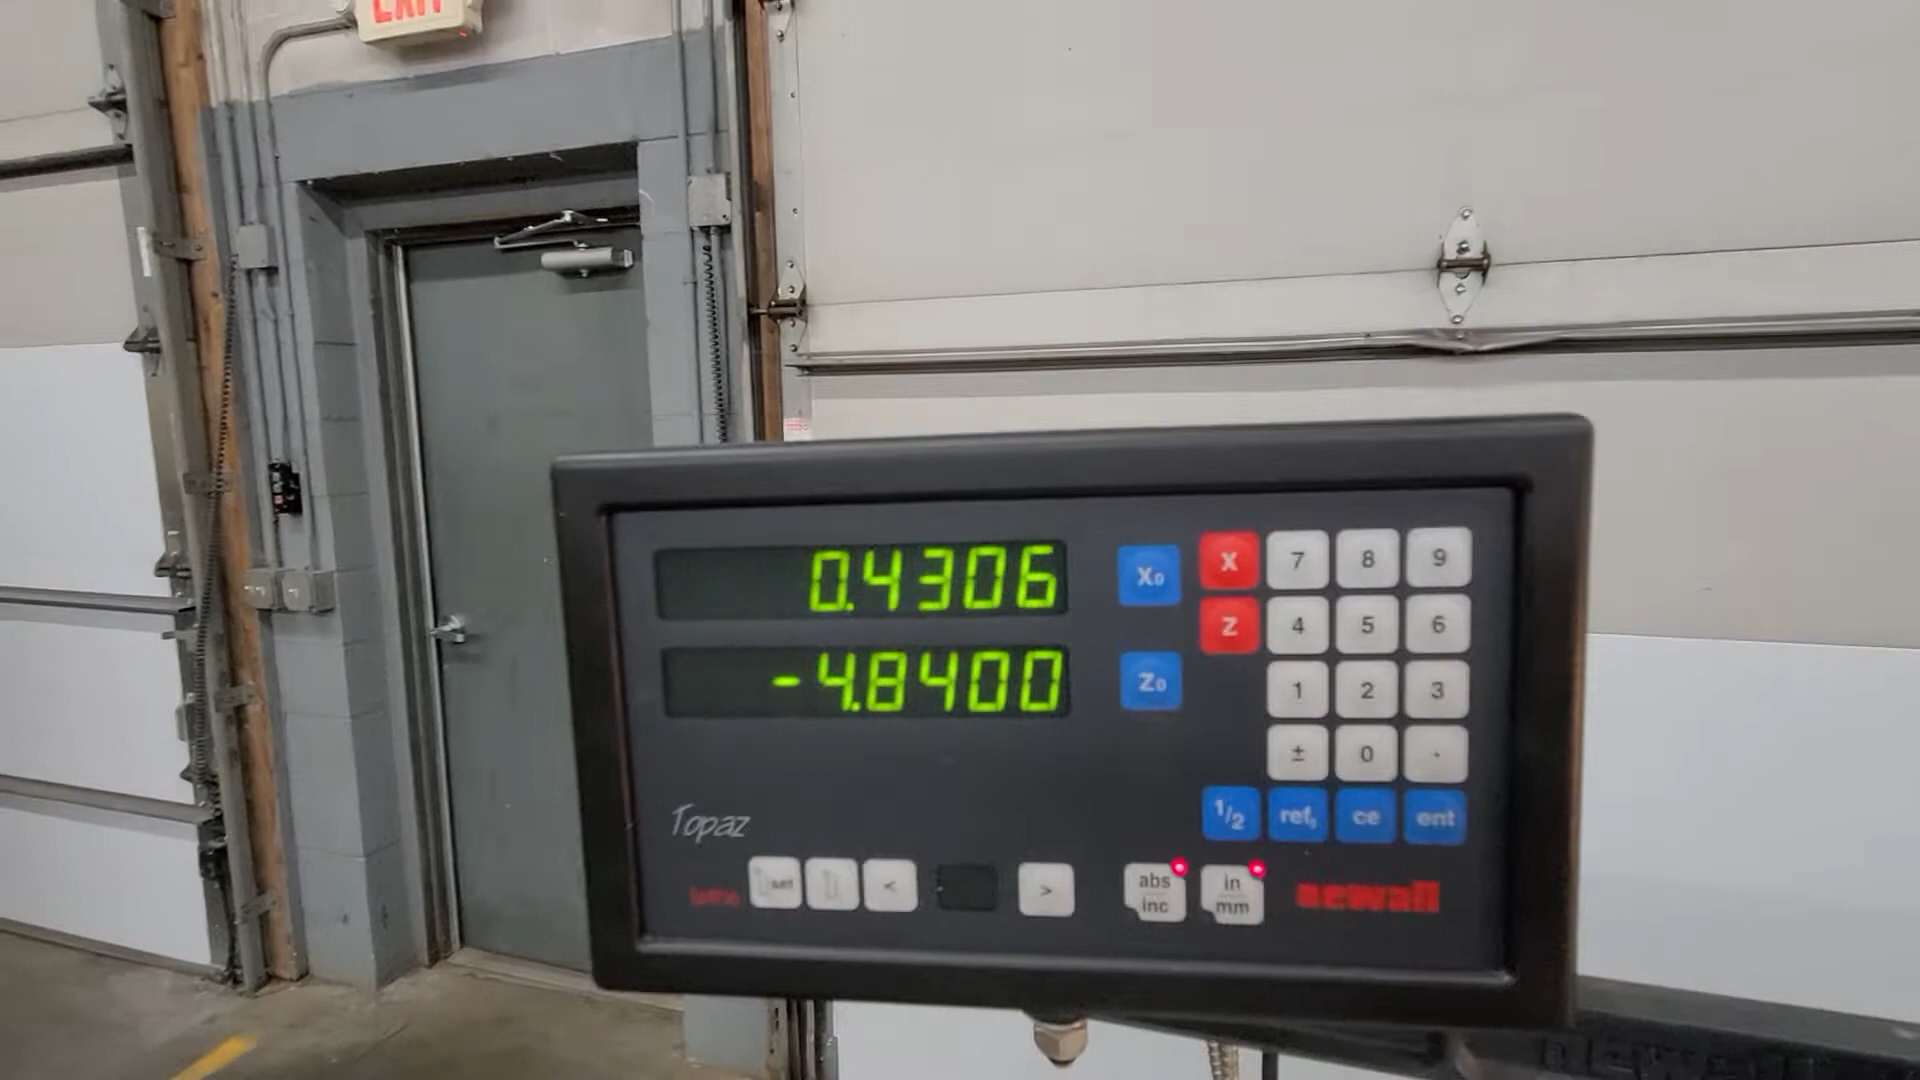 EXIT
0.4306
X0
X
7
8
9
-4.8400
Z0
Z
4
5
6
1
2
3
±
0
.
1/2
ref
ce
ent
Topaz
set
<
>
abs
inc
in
mm
newall